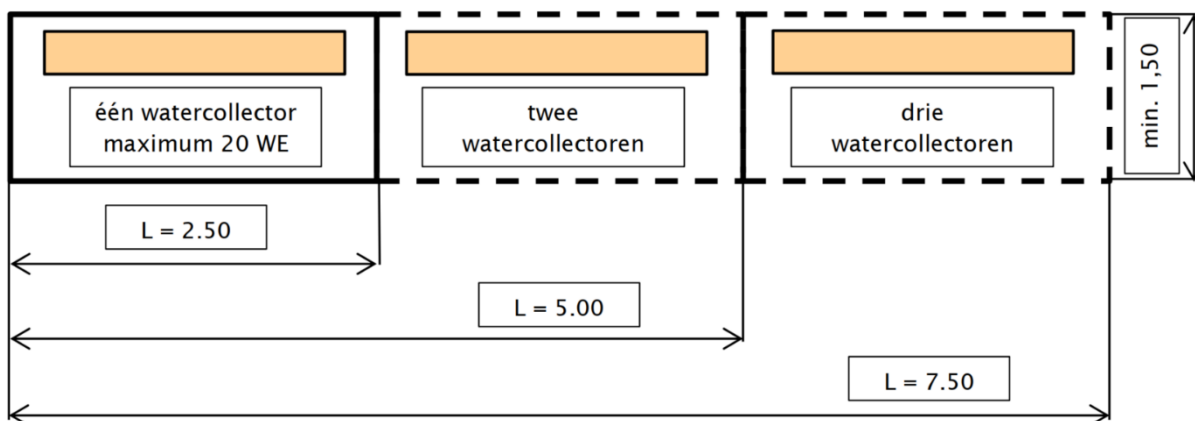 één watercollector
maximum 20 WE
twee
watercollectoren
drie
watercollectoren
min. 1,50
L = 2.50
L = 5.00
L = 7.50